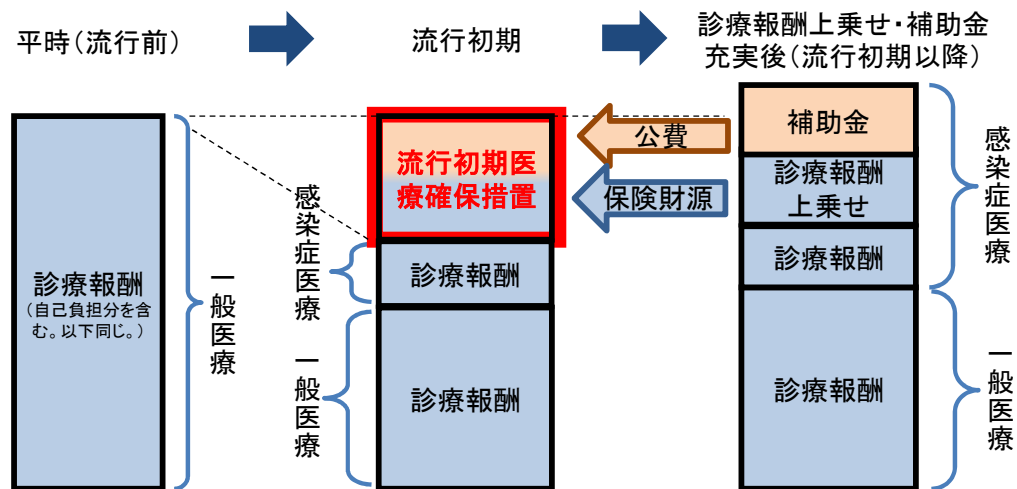 平時(流行前)
流行初期
診療報酬上乗せ・補助金
充実後(流行初期以降)
診療報酬
(自己負担分を含
む。以下同じ。)
一般医療
流行初期医
療確保措置
感染症医療
診療報酬
一般医療
診療報酬
公費
保険財源
補助金
診療報酬
上乗せ
診療報酬
感染症医療
診療報酬
一般医療